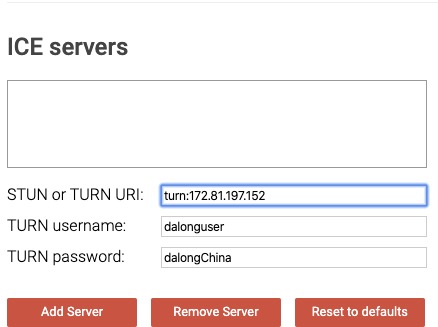 ICE servers
STUN or TURN URI: turn:172.81.197.152
TURN username: dalonguser
TURN password: dalongChina
Add Server Remove Server Reset to defaults